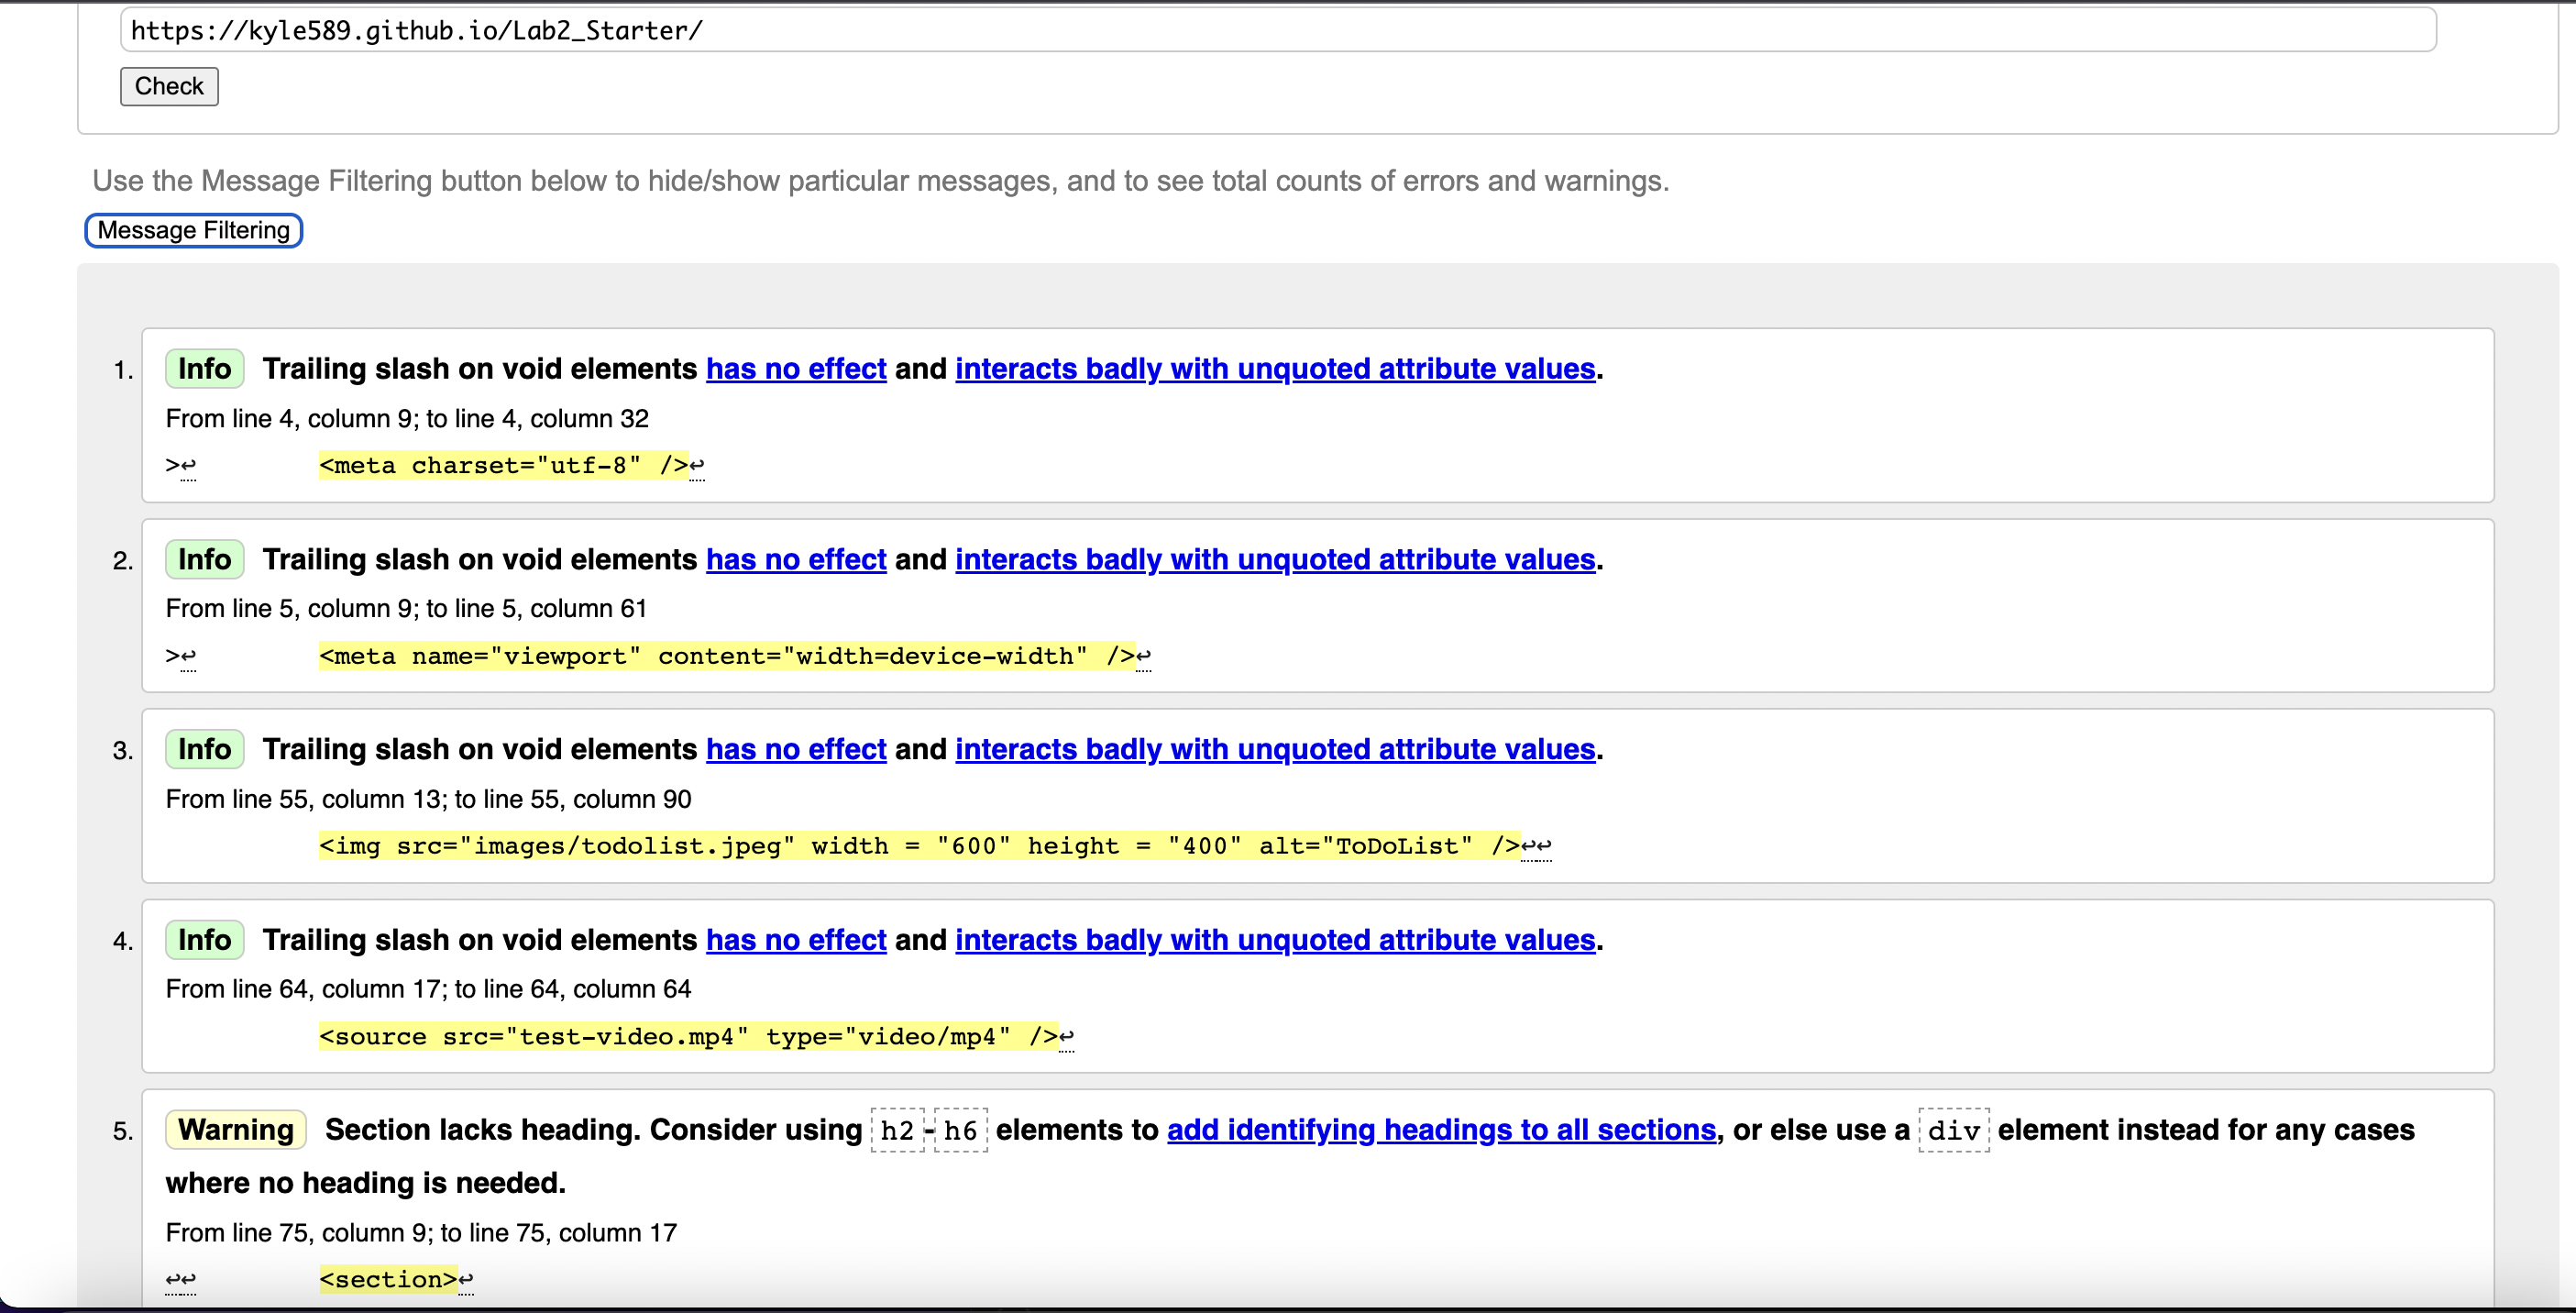 https://kyle589.github.io/Lab2_Starter/
Check
Use the Message Filtering button below to hide/show particular messages, and to see total counts of errors and warnings.
Message Filtering
1. Info Trailing slash on void elements has no effect and interacts badly with unquoted attribute values.
From line 4, column 9; to line 4, column 32
>↩ <meta charset="utf-8" />↩
2. Info Trailing slash on void elements has no effect and interacts badly with unquoted attribute values.
From line 5, column 9; to line 5, column 61
>↩ <meta name="viewport" content="width=device-width" />↩
3. Info Trailing slash on void elements has no effect and interacts badly with unquoted attribute values.
From line 55, column 13; to line 55, column 90
<img src="images/todolist.jpeg" width = "600" height = "400" alt="ToDoList" />↩↩
4. Info Trailing slash on void elements has no effect and interacts badly with unquoted attribute values.
From line 64, column 17; to line 64, column 64
<source src="test-video.mp4" type="video/mp4" />↩
5. Warning Section lacks heading. Consider using h2-h6 elements to add identifying headings to all sections, or else use a div element instead for any cases
where no heading is needed.
From line 75, column 9; to line 75, column 17
↩↩ <section>↩